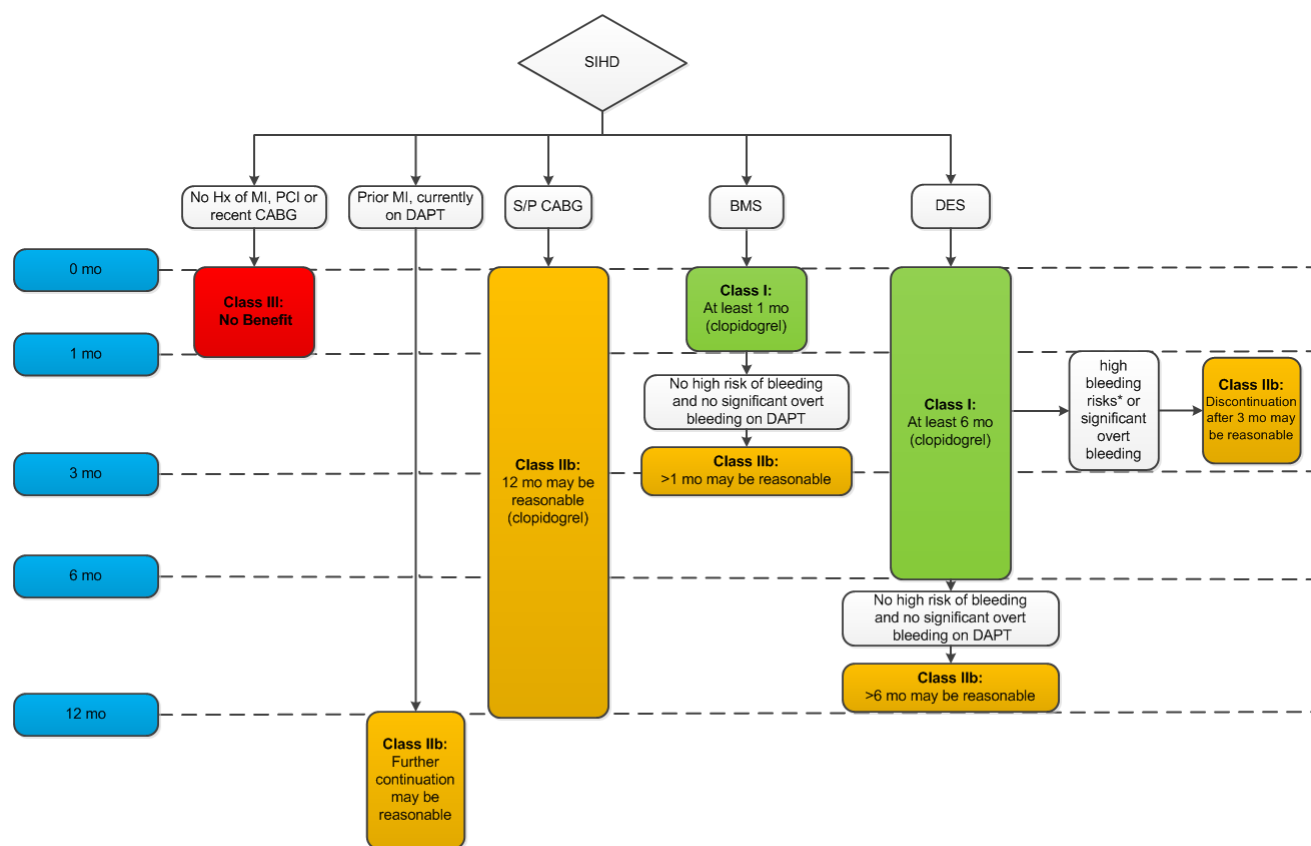 SIHD
No Hx of MI, PCI or
recent CABG
Prior MI, currently
on DAPT
S/P CABG
BMS
DES
0 mo
Class III:
No Benefit
Class I:
At least 1 mo
(clopidogrel)
1 mo
No high risk of bleeding
and no significant overt
bleeding on DAPT
Class I:
At least 6 mo
(clopidogrel)
high
bleeding
risks* or
significant
overt
bleeding
Class IIb:
Discontinuation
after 3 mo may
be reasonable
3 mo
Class IIb:
12 mo may be
reasonable
(clopidogrel)
Class IIb:
>1 mo may be reasonable
6 mo
No high risk of bleeding
and no significant overt
bleeding on DAPT
Class IIb:
>6 mo may be reasonable
12 mo
Class IIb:
Further
continuation
may be
reasonable